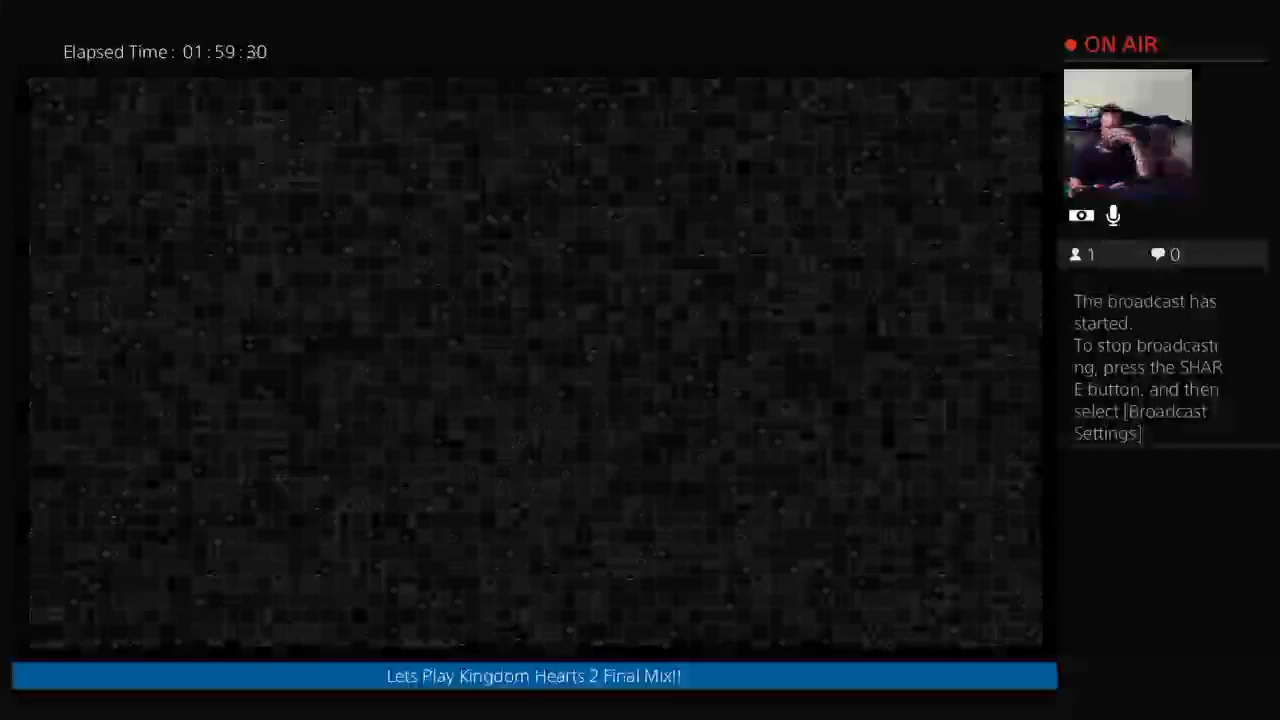 Elapsed Time: 01:59:30
ON AIR
1 0
The broadcast has
started.
To stop broadcasti
ng, press the SHAR
E button, and then
select [Broadcast
Settings]
Lets Play Kingdom Hearts 2 Final Mix!!